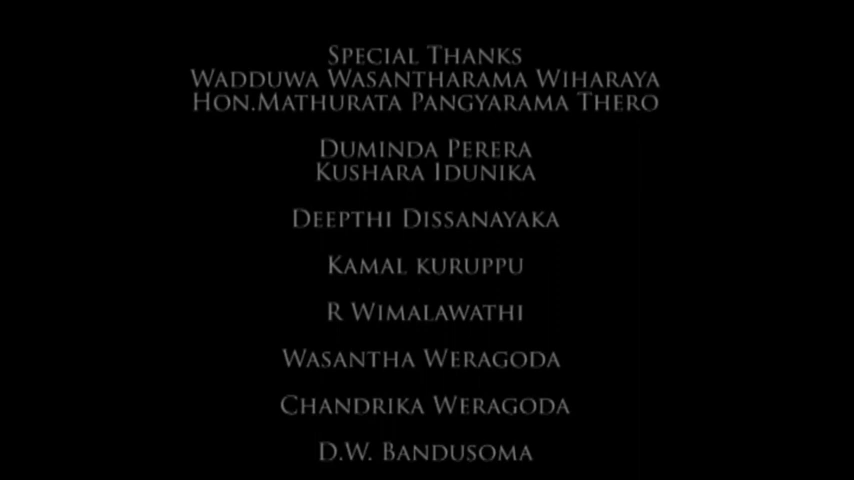 Special Thanks
Wadduwa Wasantharama Wiharaya
Hon.Mathurata Pangyarama Thero
Duminda Perera
Kushara Idunika
Deepthi Dissanayaka
Kamal kuruppu
R Wimalawathi
Wasantha Weragoda
Chandrika Weragoda
D.W. Bandusoma